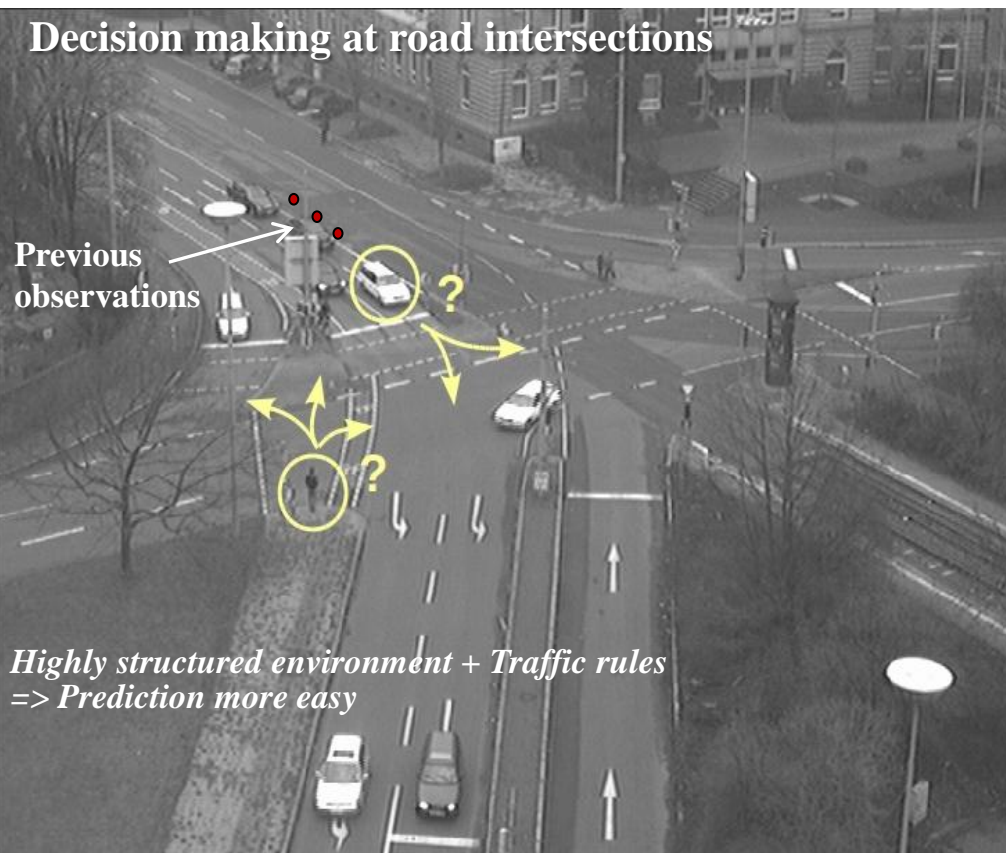 Decision making at road intersections
Previous
observations
?
?
Highly structured environment + Traffic rules
=> Prediction more easy